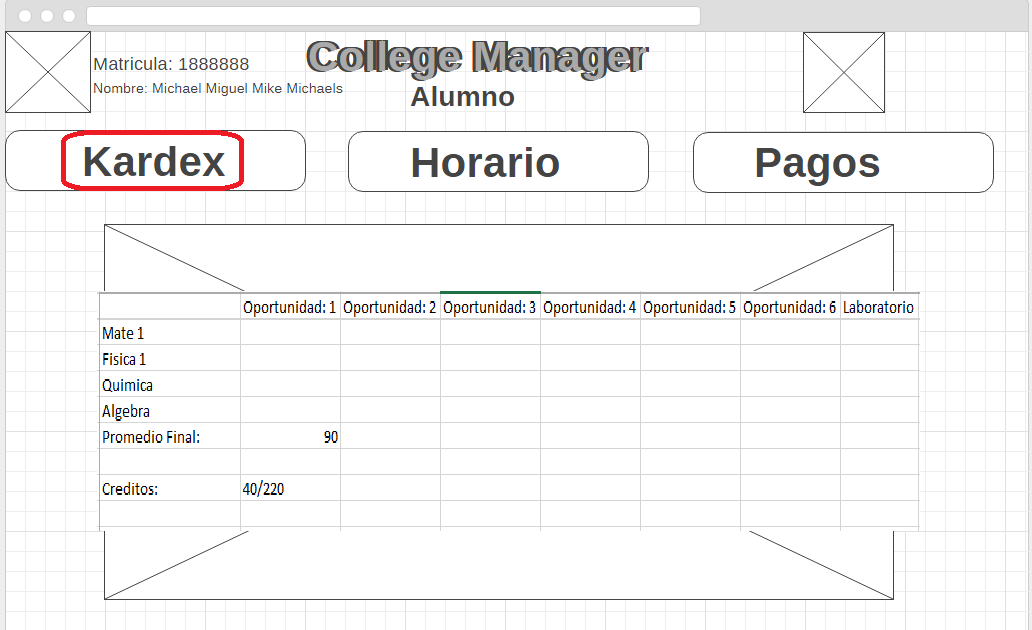 College Manager
Matricula: 1888888
Nombre: Michael Miguel Mike Michaels
Alumno
Kardex Horario Pagos
Oportunidad: 1 Oportunidad: 2 Oportunidad: 3 Oportunidad: 4 Oportunidad: 5 Oportunidad: 6 Laboratorio
Mate 1
Fisica 1
Quimica
Algebra
Promedio Final: 90
Creditos: 40/220